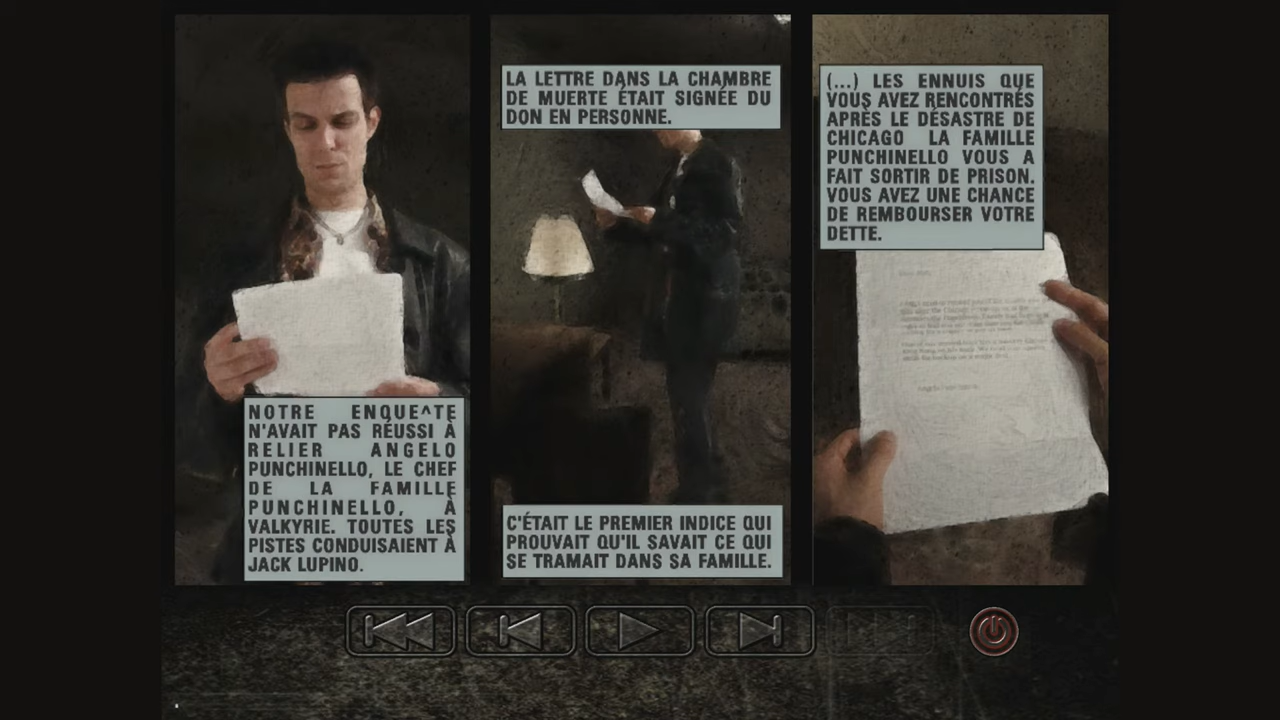 NOTRE ENQUE^TE
N'AVAIT PAS RÉUSSI À
RELIER ANGELO
PUNCHINELLO, LE CHEF
DE LA FAMILLE
PUNCHINELLO, À
VALKYRIE. TOUTES LES
PISTES CONDUISAIENT À
JACK LUPINO.
LA LETTRE DANS LA CHAMBRE
DE MUERTE ÉTAIT SIGNÉE DU
DON EN PERSONNE.
C'ÉTAIT LE PREMIER INDICE QUI
PROUVAIT QU'IL SAVAIT CE QUI
SE TRAMAIT DANS SA FAMILLE.
(...) LES ENNUIS QUE
VOUS AVEZ RENCONTRÉS
APRÈS LE DÉSASTRE DE
CHICAGO LA FAMILLE
PUNCHINELLO VOUS A
FAIT SORTIR DE PRISON.
VOUS AVEZ UNE CHANCE
DE REMBOURSER VOTRE
DETTE.